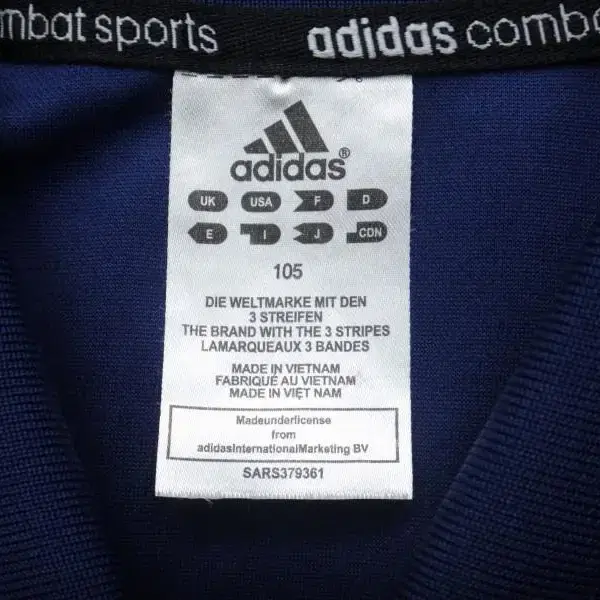 mbat sports adidas comb
adidas®
UK USA F D
E I J CDN
105
DIE WELTMARKE MIT DEN
3 STREIFEN
THE BRAND WITH THE 3 STRIPES
LAMARQUEAUX 3 BANDES
MADE IN VIETNAM
FABRIQUÉ AU VIETNAM
MADE IN VIỆT NAM
Madeunderlicense
from
adidasInternationalMarketing BV
SARS379361